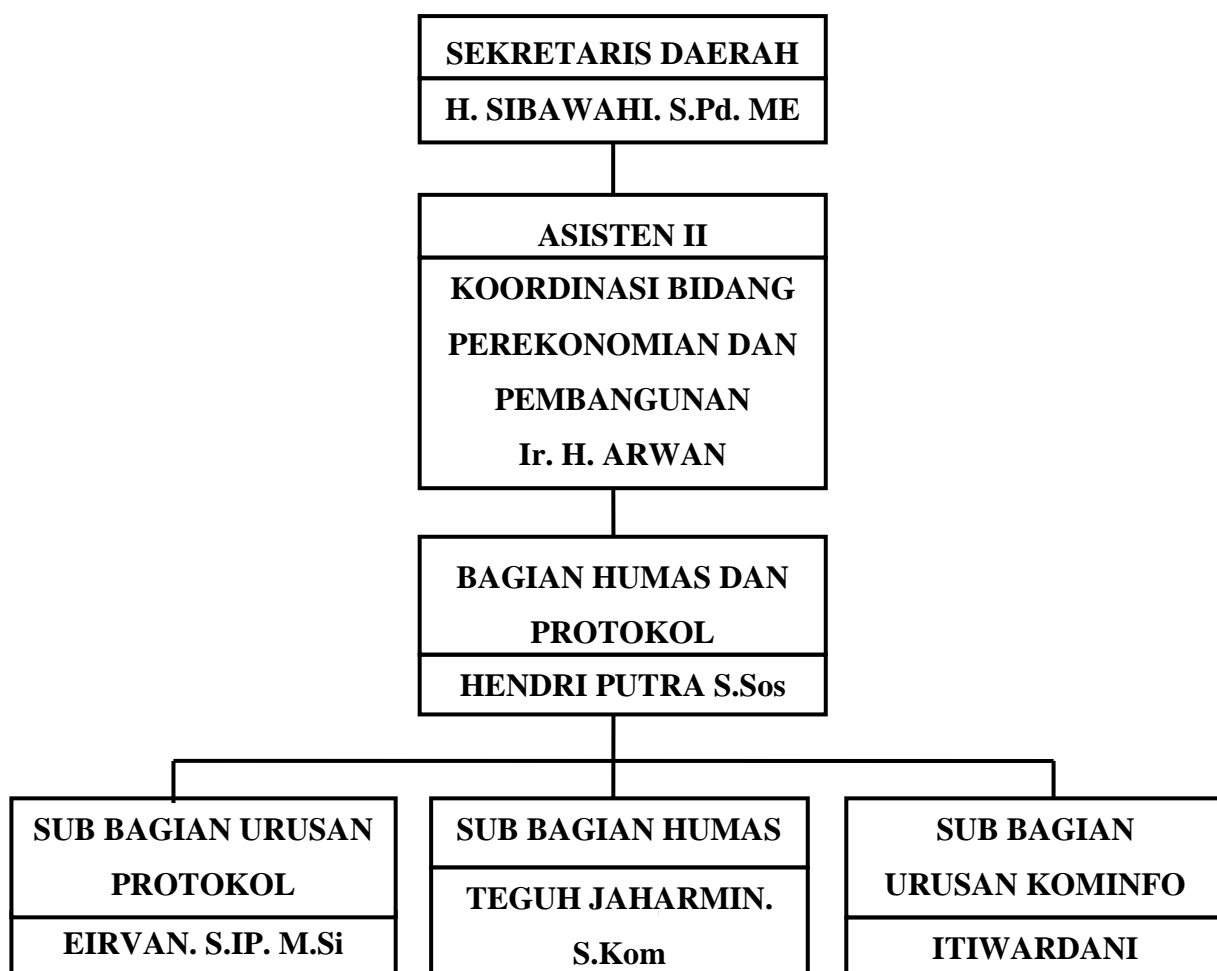 SEKRETARIS DAERAH
H. SIBAWAHI. S.Pd. ME
ASISTEN II
KOORDINASI BIDANG
PEREKONOMIAN DAN
PEMBANGUNAN
Ir. H. ARWAN
BAGIAN HUMAS DAN
PROTOKOL
HENDRI PUTRA S.Sos
SUB BAGIAN URUSAN
PROTOKOL
EIRVAN. S.IP. M.Si
SUB BAGIAN HUMAS
TEGUH JAHARMIN.
S.Kom
SUB BAGIAN
URUSAN KOMINFO
ITIWARDANI